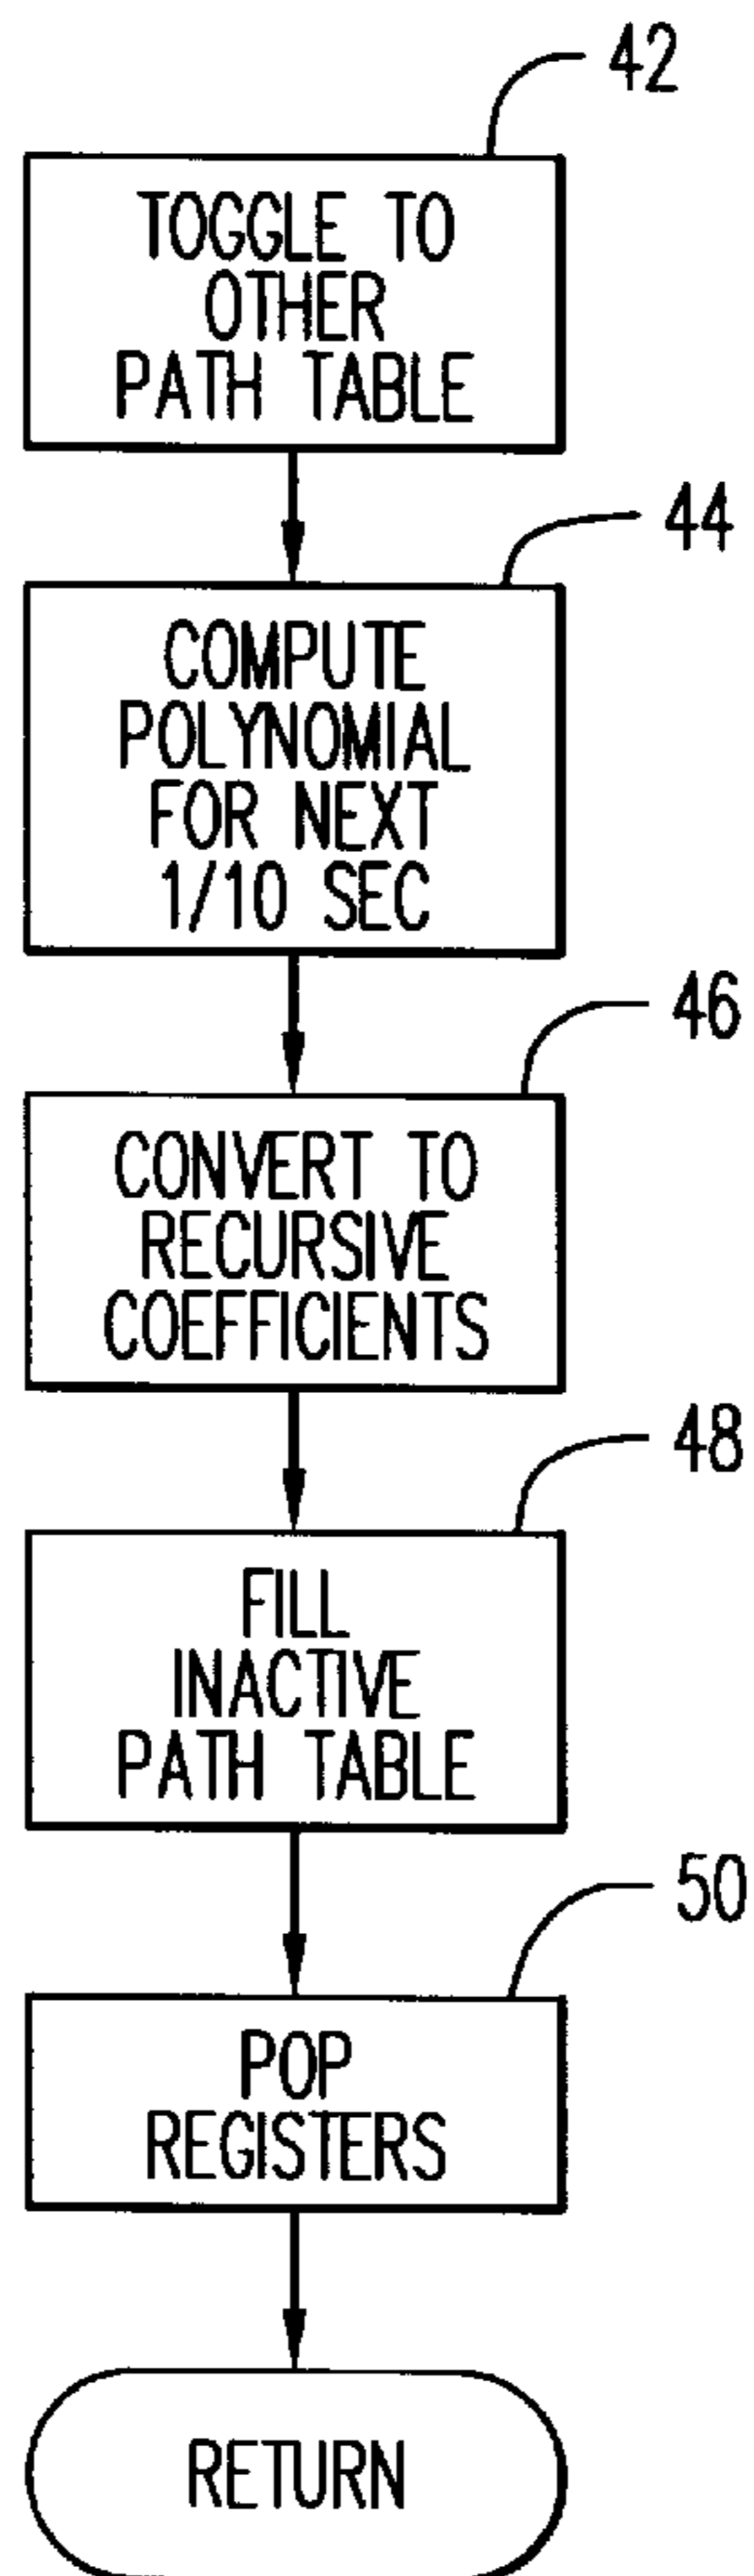 42
TOGGLE TO
OTHER
PATH TABLE
44
COMPUTE
POLYNOMIAL
FOR NEXT
1/10 SEC
46
CONVERT TO
RECURSIVE
COEFFICIENTS
48
FILL
INACTIVE
PATH TABLE
50
POP
REGISTERS
RETURN